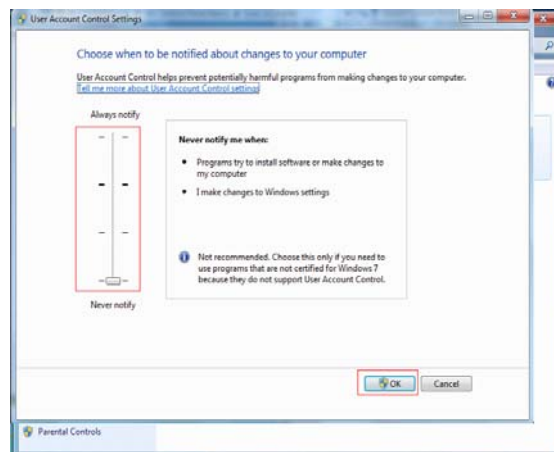 User Account Control Settings
Choose when to be notified about changes to your computer
User Account Control helps prevent potentially harmful programs from making changes to your computer.
Tell me more about User Account Control settings
Always notify
Never notify me when:
Programs try to install software or make changes to
my computer
I make changes to Windows settings
Not recommended. Choose this only if you need to
use programs that are not certified for Windows 7
because they do not support User Account Control.
Never notify
OK
Cancel
Parental Controls